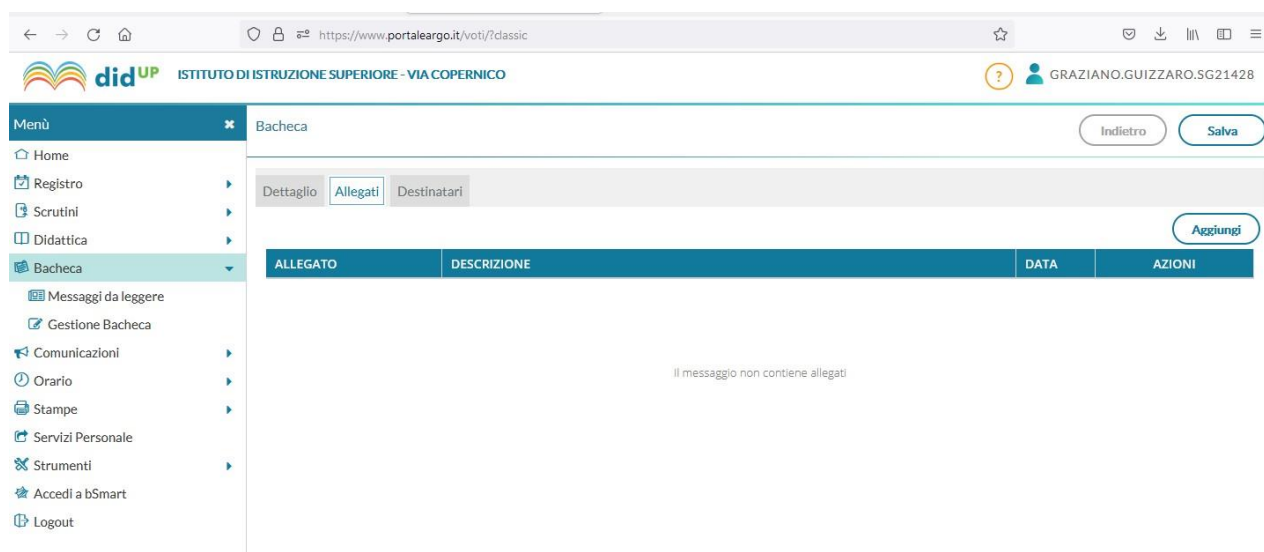 https://www.portaleargo.it/voti/?classic
didUP ISTITUTO DI ISTRUZIONE SUPERIORE - VIA COPERNICO ? GRAZIANO.GUIZZARO.SG21428
Menù
Home
Registro
Scrutini
Didattica
Bacheca
Messaggi da leggere
Gestione Bacheca
Comunicazioni
Orario
Stampe
Servizi Personale
Strumenti
Accedi a bSmart
Logout
Bacheca Indietro Salva
Dettaglio Allegati Destinatari
Aggiungi
ALLEGATO DESCRIZIONE DATA AZIONI
Il messaggio non contiene allegati